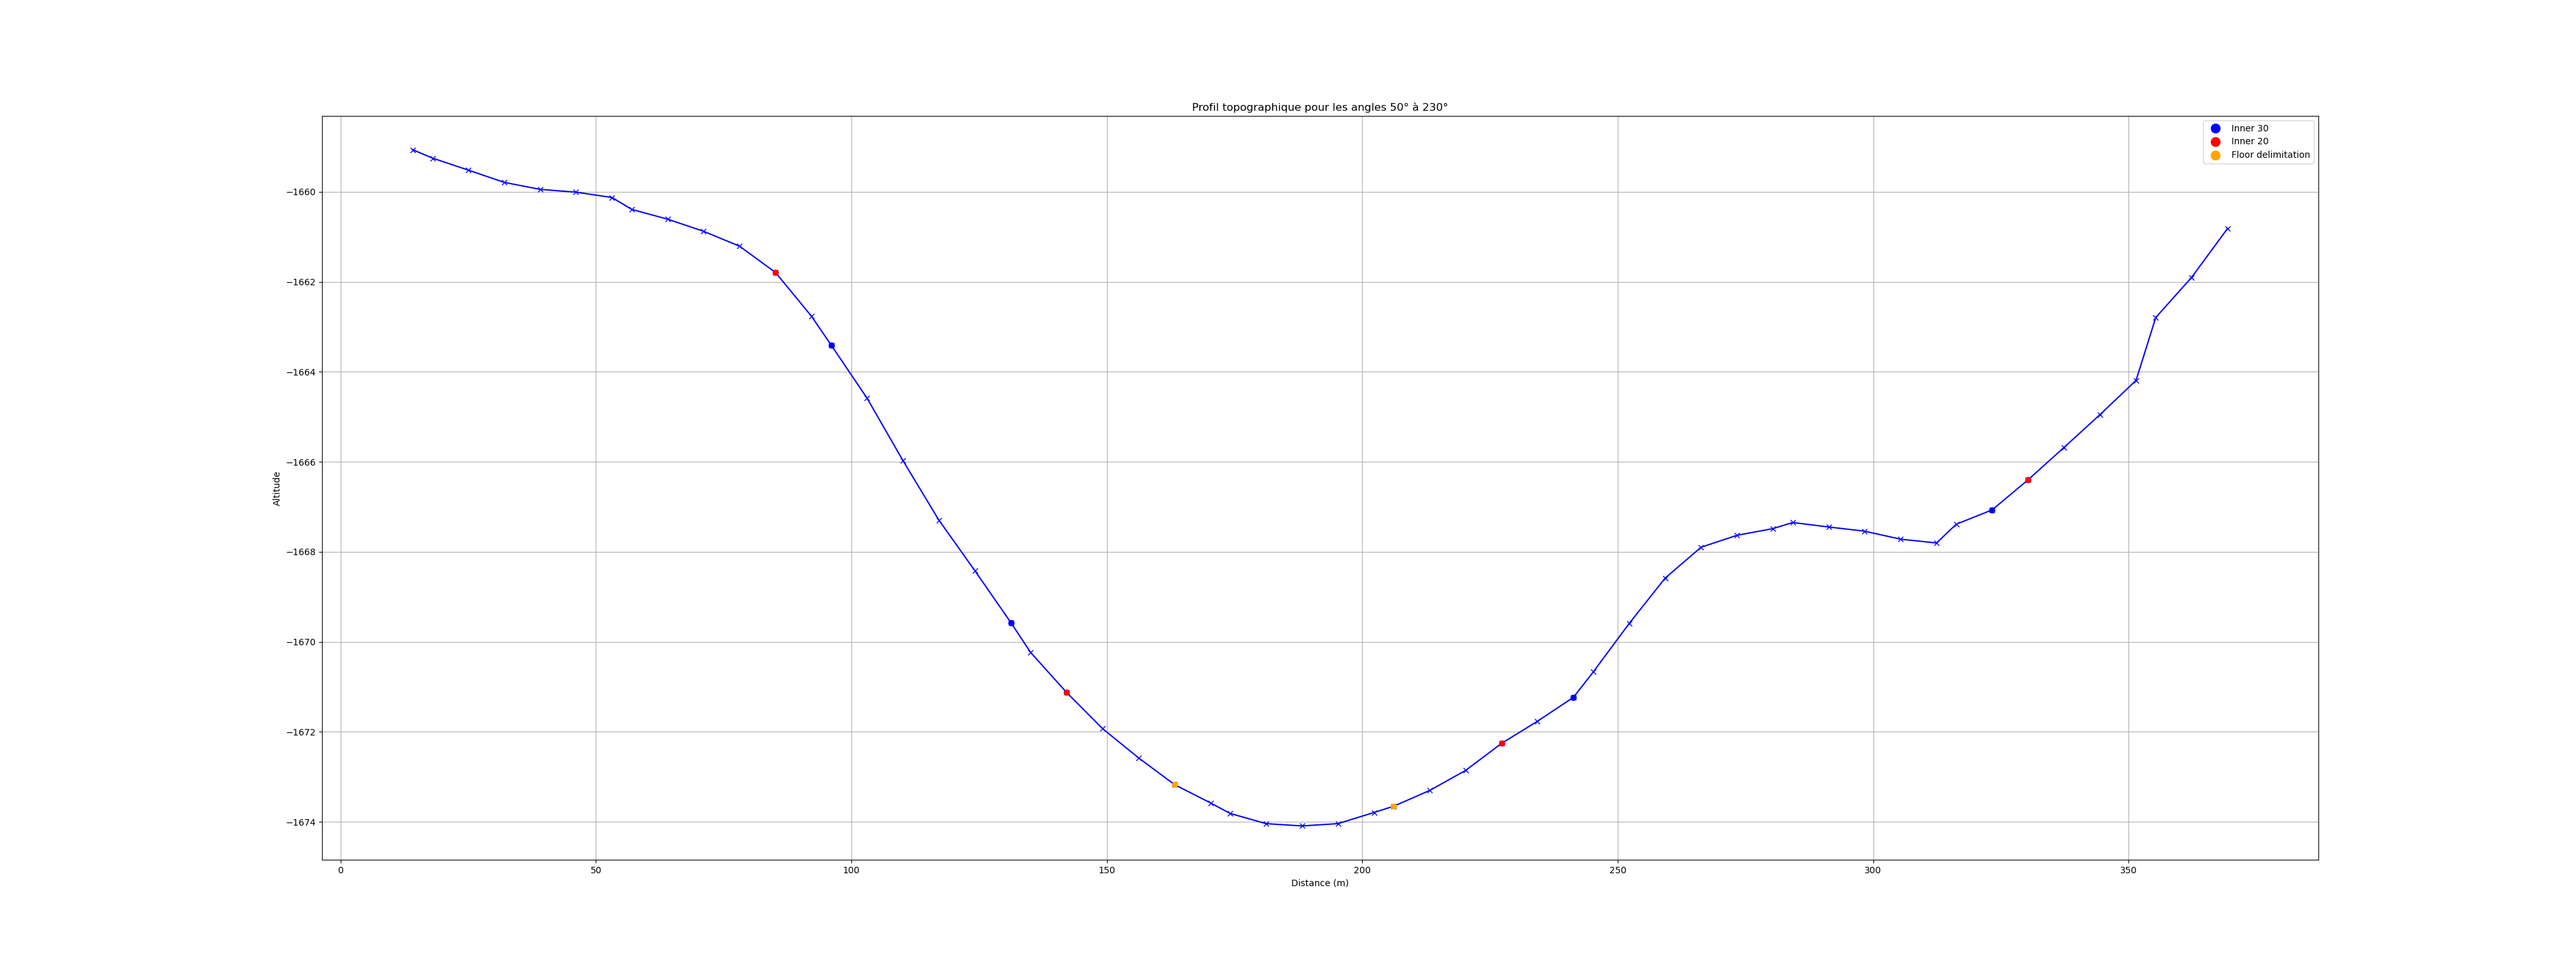 Profil topographique pour les angles 50° à 230°
Inner 30
Inner 20
Floor delimitation
−1660
−1662
−1664
−1666
−1668
−1670
−1672
−1674
Altitude
0 50 100 150 200 250 300 350
Distance (m)